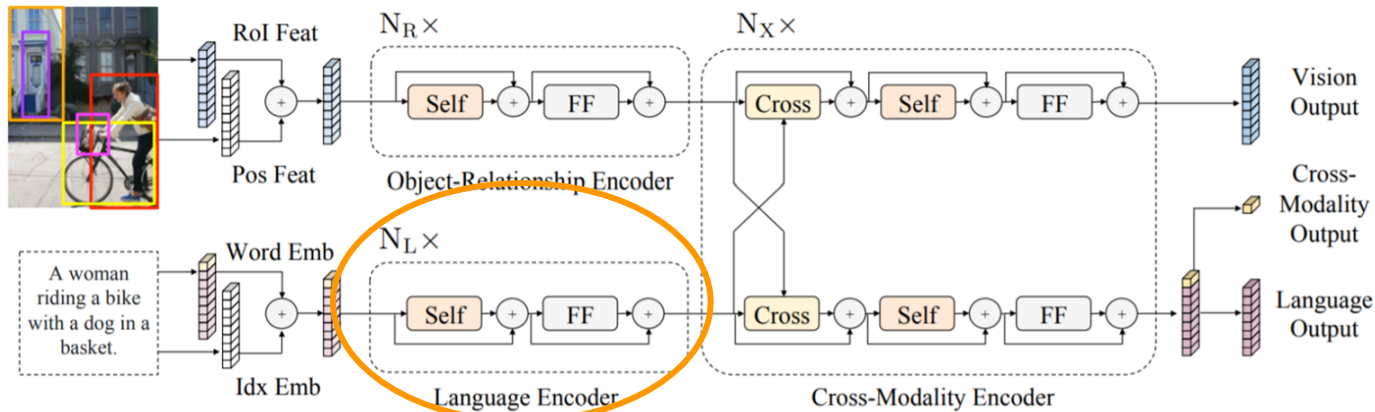 RoI Feat
Pos Feat
N_R ×
Self
+
FF
+
+
Object-Relationship Encoder
N_X ×
Cross
+
Self
+
FF
+
Vision
Output
Cross-
Modality
Output
A woman
riding a bike
with a dog in a
basket.
Word Emb
Idx Emb
+
N_L ×
Self
+
FF
+
Language Encoder
Cross
+
Self
+
FF
+
Cross-Modality Encoder
Language
Output